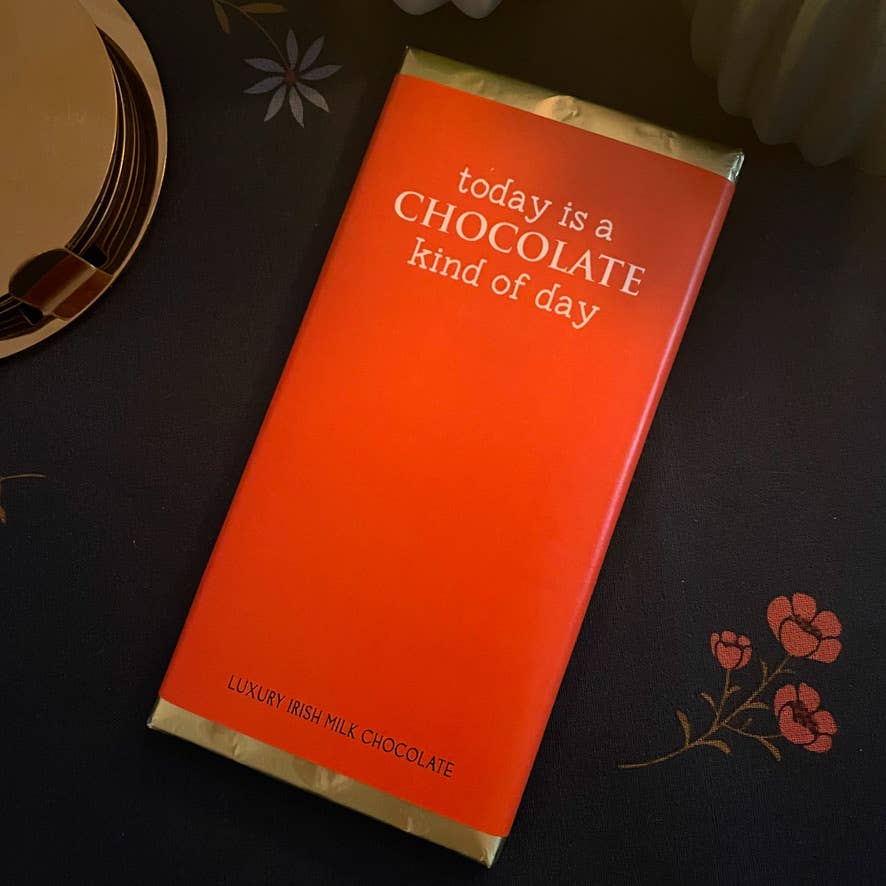 today is a
CHOCOLATE
kind of day
LUXURY IRISH MILK CHOCOLATE